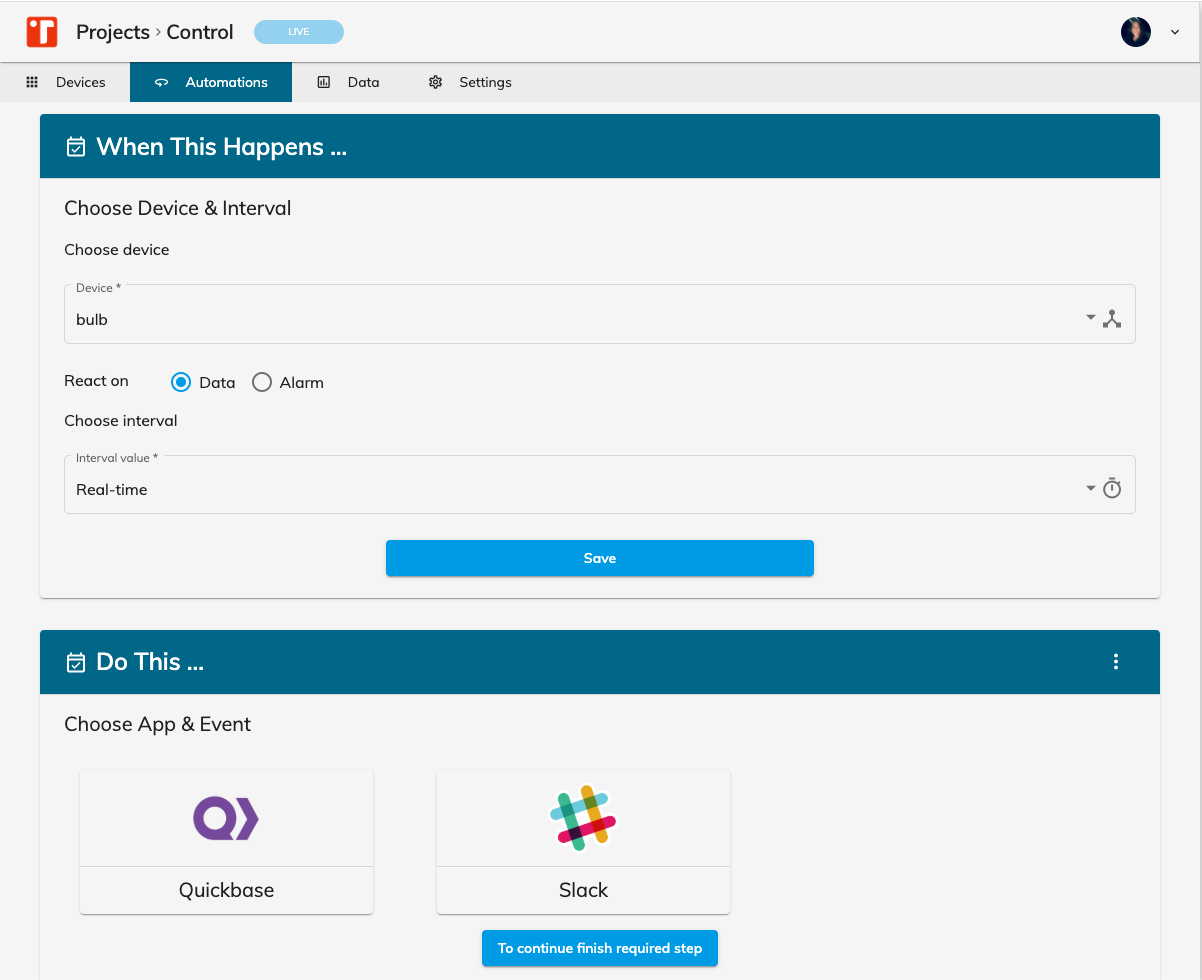 Projects › Control LIVE
Devices Automations Data Settings
When This Happens ...
Choose Device & Interval
Choose device
Device *
bulb
React on Data Alarm
Choose interval
Interval value *
Real-time
Save
Do This ...
Choose App & Event
Quickbase Slack
To continue finish required step